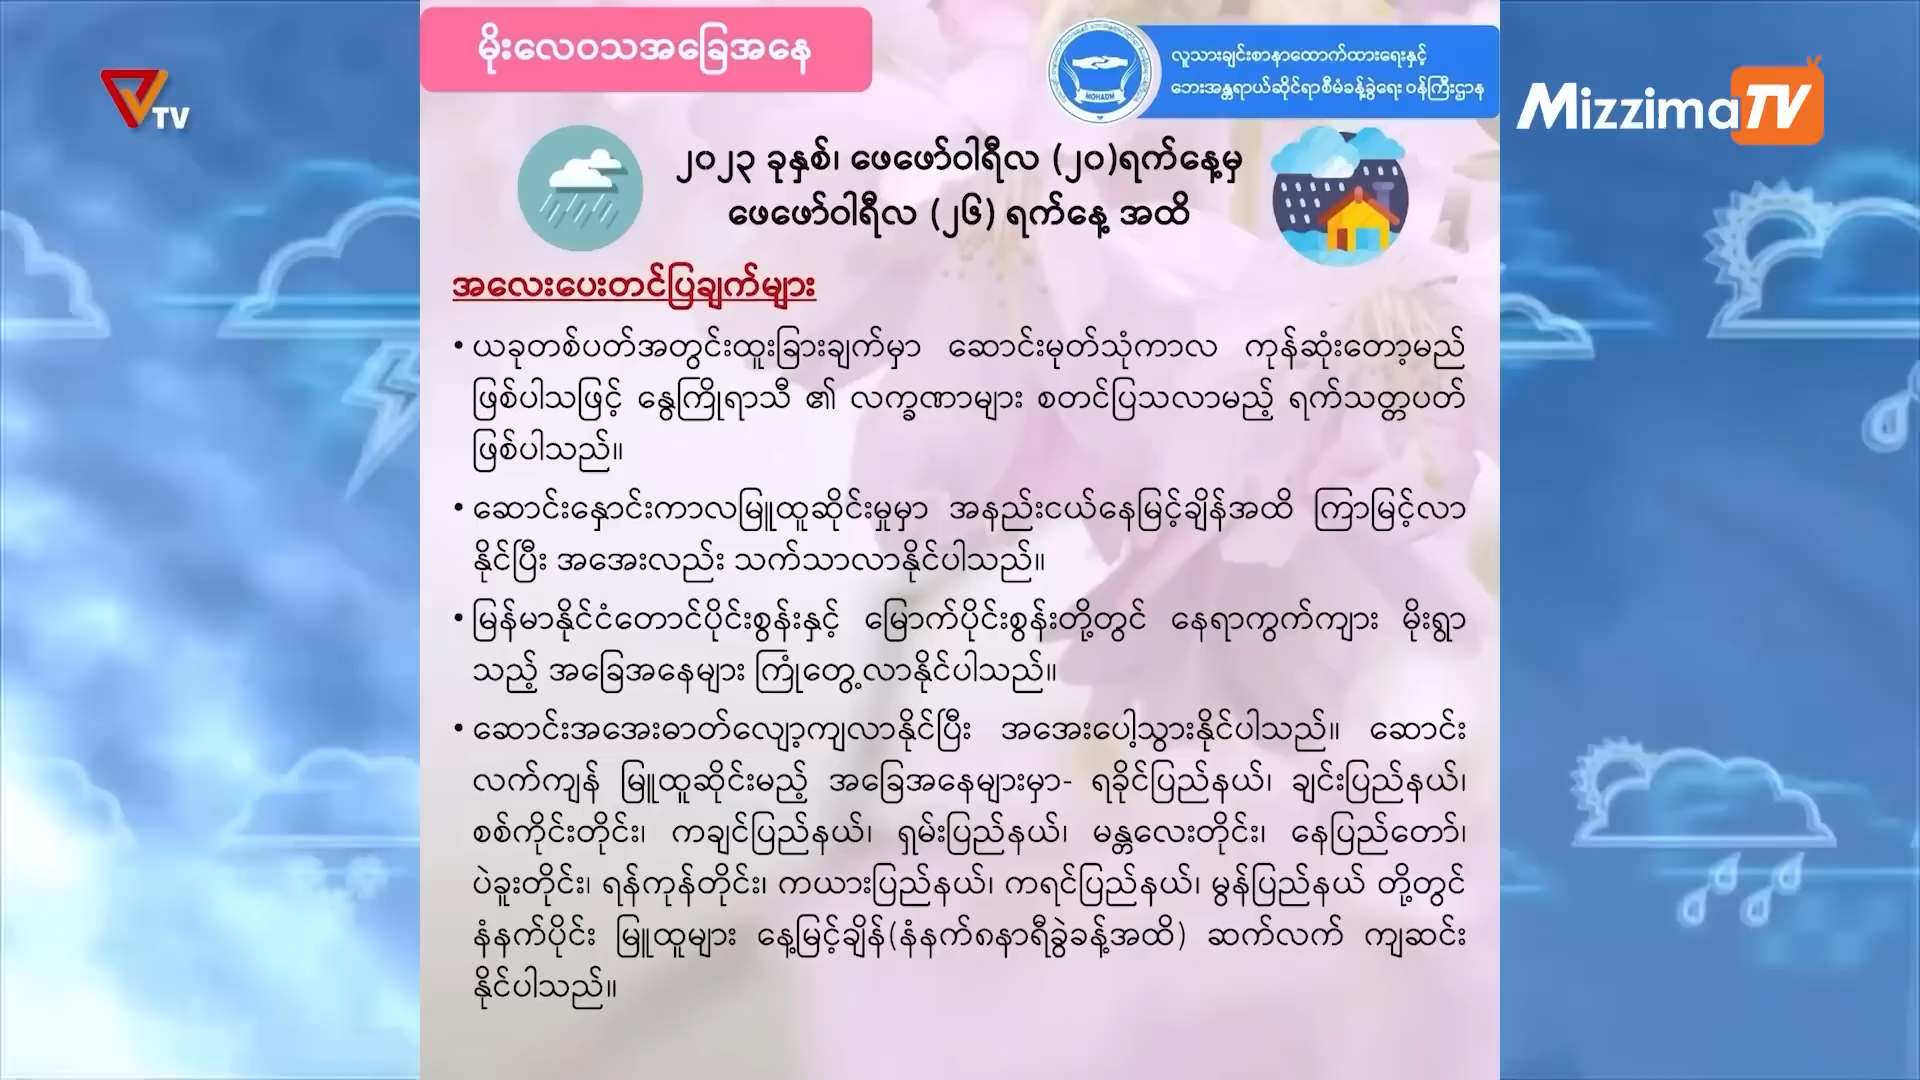 မိုးလေဝသအခြေအနေ
လူသားချင်းစာနာထောက်ထားရေးနှင့်
ဘေးအန္တရာယ်ဆိုင်ရာစီမံခန့်ခွဲရေး ဝန်ကြီးဌာန
MOHADM
TV
Mizzima TV
၂၀၂၃ ခုနှစ်၊ ဖေဖော်ဝါရီလ (၂၀)ရက်နေ့မှ
ဖေဖော်ဝါရီလ (၂၆) ရက်နေ့ အထိ
အလေးပေးတင်ပြချက်များ
• ယခုတစ်ပတ်အတွင်းထူးခြားချက်မှာ ဆောင်းမုတ်သုံကာလ ကုန်ဆုံးတော့မည်
ဖြစ်ပါသဖြင့် နွေကြိုရာသီ ၏ လက္ခဏာများ စတင်ပြသလာမည့် ရက်သတ္တပတ်
ဖြစ်ပါသည်။
• ဆောင်းနှောင်းကာလမြူထူဆိုင်းမှုမှာ အနည်းငယ်နေမြင့်ချိန်အထိ ကြာမြင့်လာ
နိုင်ပြီး အအေးလည်း သက်သာလာနိုင်ပါသည်။
• မြန်မာနိုင်ငံတောင်ပိုင်းစွန်းနှင့် မြောက်ပိုင်းစွန်းတို့တွင် နေရာကွက်ကျား မိုးရွာ
သည့် အခြေအနေများ ကြုံတွေ့လာနိုင်ပါသည်။
• ဆောင်းအအေးဓာတ်လျော့ကျလာနိုင်ပြီး အအေးပေါ့သွားနိုင်ပါသည်။ ဆောင်း
လက်ကျန် မြူထူဆိုင်းမည့် အခြေအနေများမှာ- ရခိုင်ပြည်နယ်၊ ချင်းပြည်နယ်၊
စစ်ကိုင်းတိုင်း၊ ကချင်ပြည်နယ်၊ ရှမ်းပြည်နယ်၊ မန္တလေးတိုင်း၊ နေပြည်တော်၊
ပဲခူးတိုင်း၊ ရန်ကုန်တိုင်း၊ ကယားပြည်နယ်၊ ကရင်ပြည်နယ်၊ မွန်ပြည်နယ် တို့တွင်
နံနက်ပိုင်း မြူထူများ နေ့မြင့်ချိန်(နံနက်၈နာရီခွဲခန့်အထိ) ဆက်လက် ကျဆင်း
နိုင်ပါသည်။